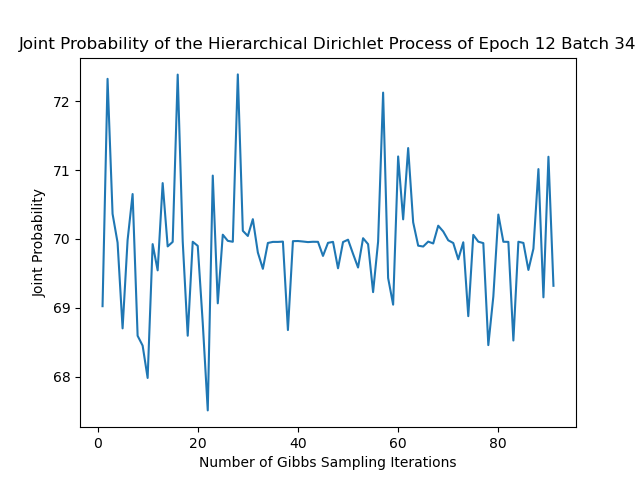 Joint Probability of the Hierarchical Dirichlet Process of Epoch 12 Batch 34
72
71
70
69
68
Joint Probability
0 20 40 60 80
Number of Gibbs Sampling Iterations